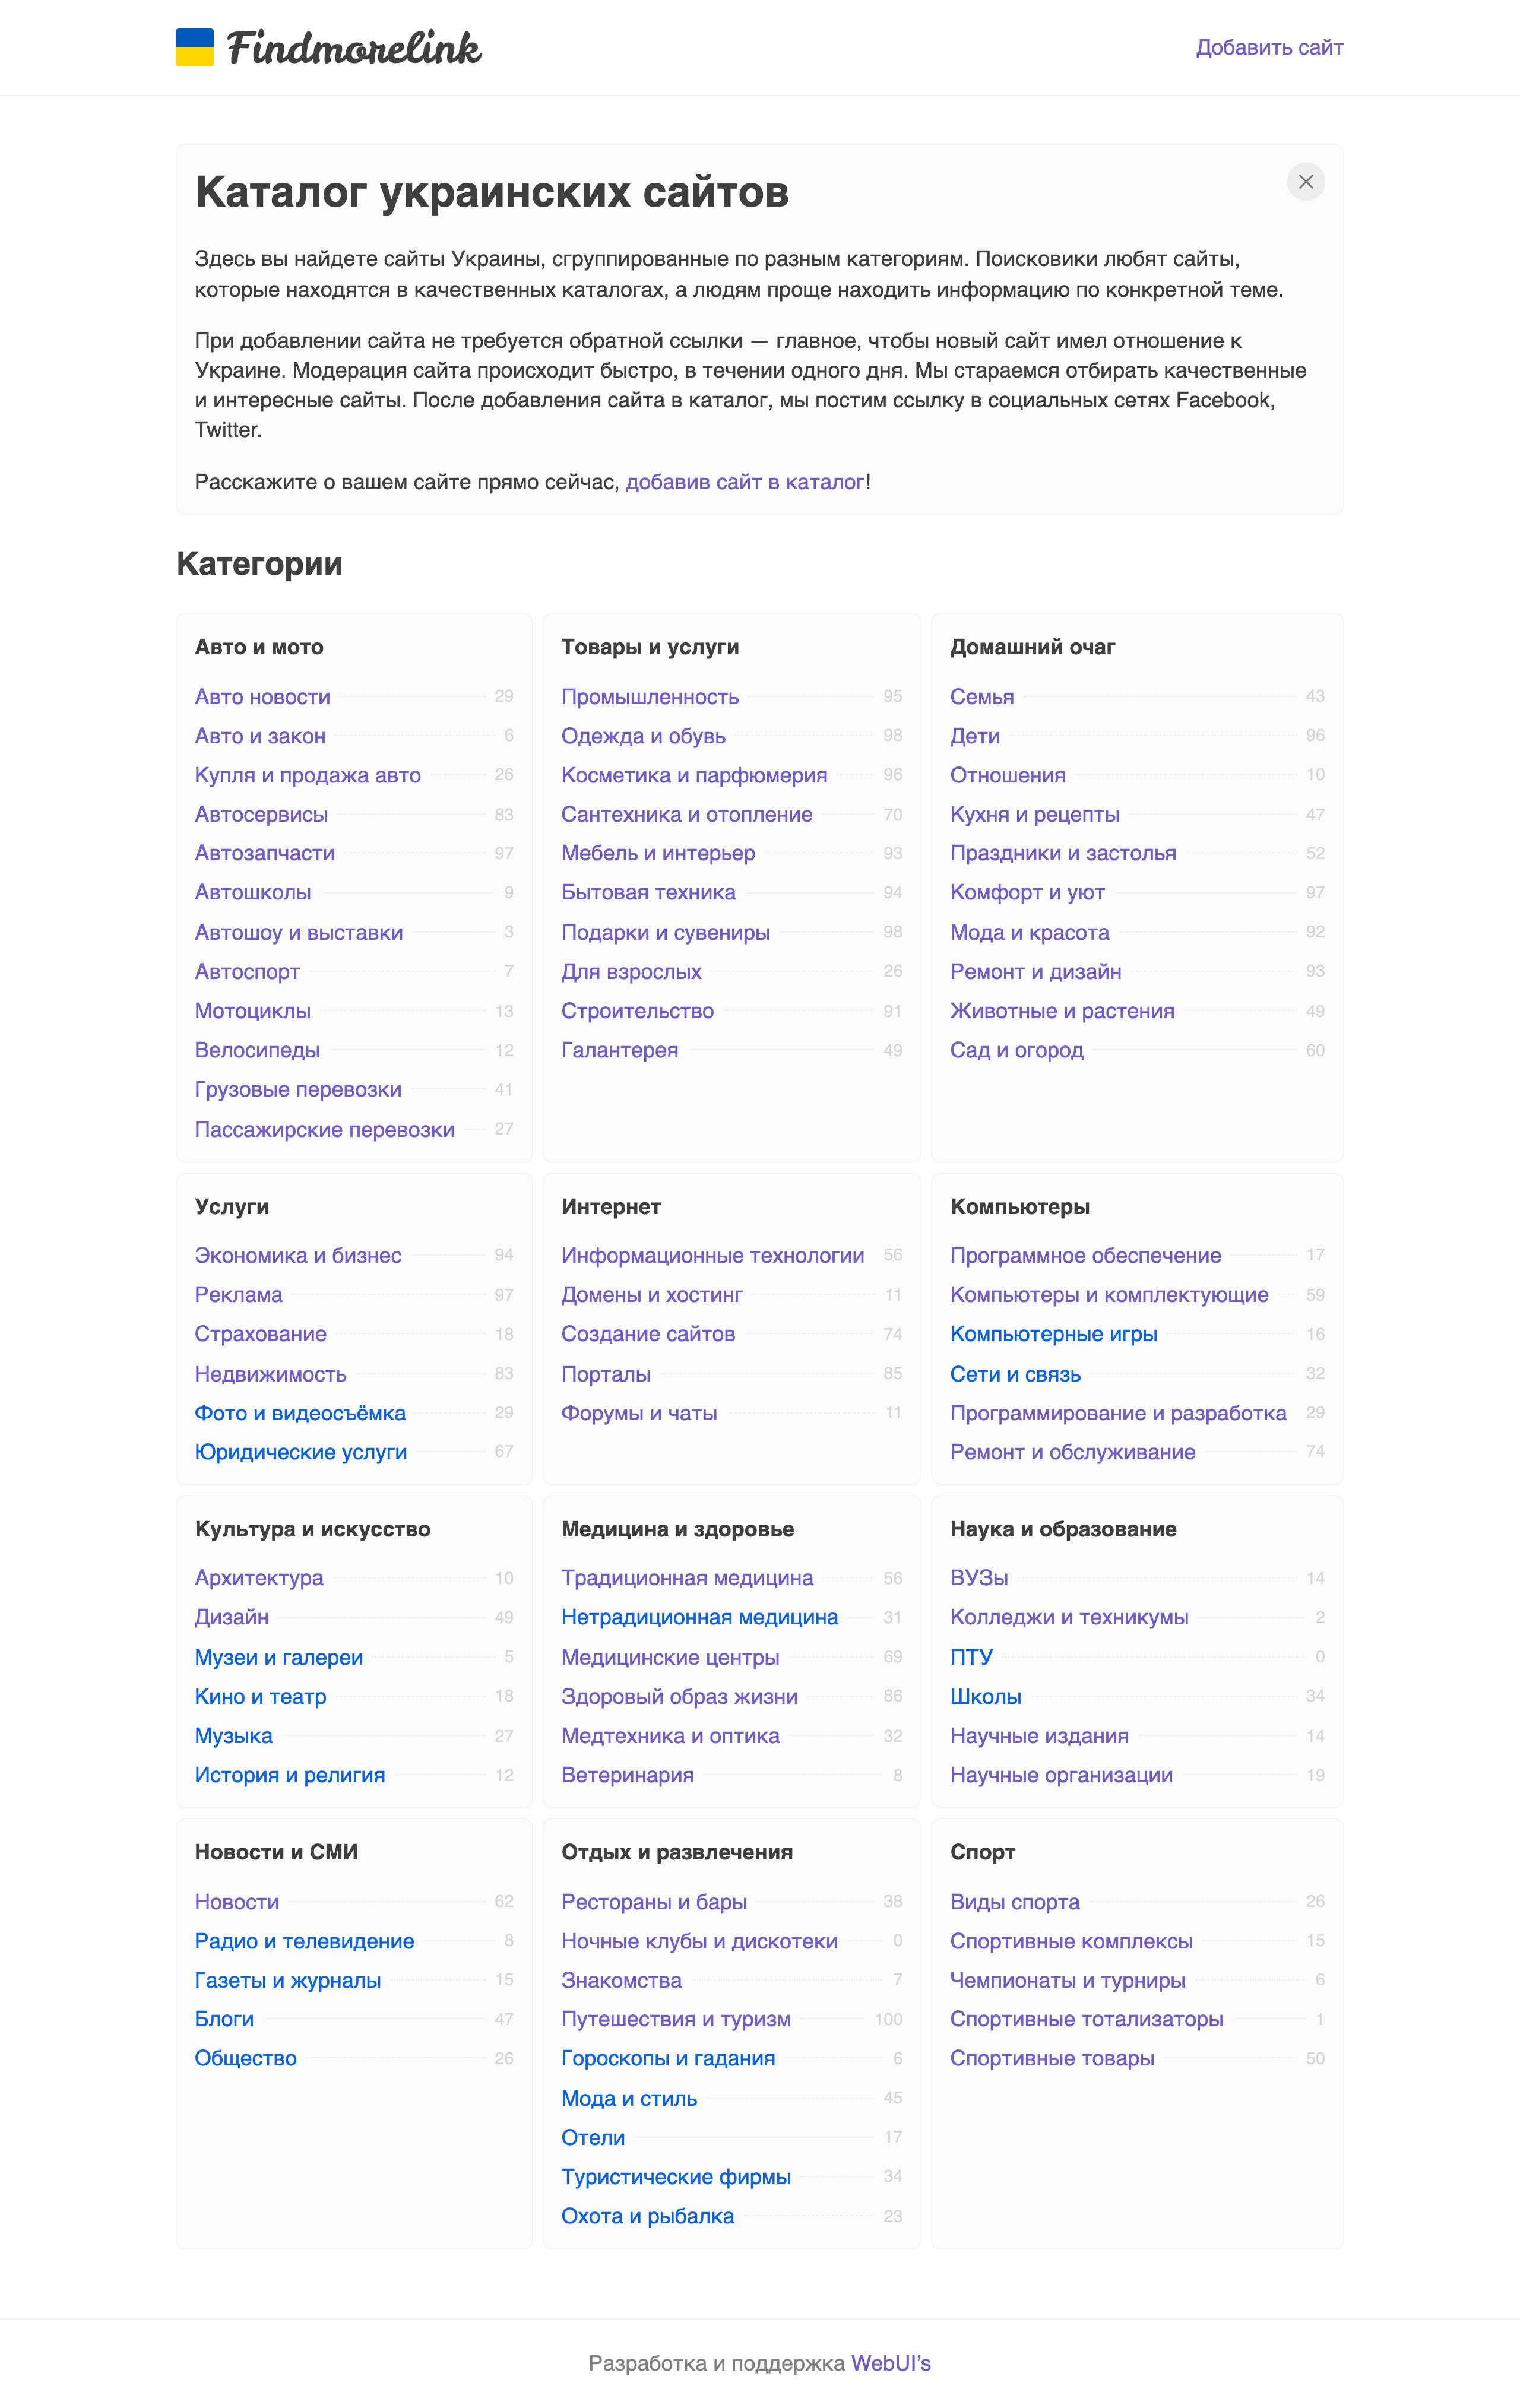 Findmorelink
Добавить сайт
Каталог украинских сайтов
Здесь вы найдете сайты Украины, сгруппированные по разным категориям. Поисковики любят сайты,
которые находятся в качественных каталогах, а людям проще находить информацию по конкретной теме.
При добавлении сайта не требуется обратной ссылки — главное, чтобы новый сайт имел отношение к
Украине. Модерация сайта происходит быстро, в течении одного дня. Мы стараемся отбирать качественные
и интересные сайты. После добавления сайта в каталог, мы постим ссылку в социальных сетях Facebook,
Twitter.
Расскажите о вашем сайте прямо сейчас, добавив сайт в каталог!
Категории
Авто и мото
Авто новости 29
Авто и закон 6
Купля и продажа авто 26
Автосервисы 83
Автозапчасти 97
Автошколы 9
Автошоу и выставки 3
Автоспорт 7
Мотоциклы 13
Велосипеды 12
Грузовые перевозки 41
Пассажирские перевозки 27
Товары и услуги
Промышленность 95
Одежда и обувь 98
Косметика и парфюмерия 96
Сантехника и отопление 70
Мебель и интерьер 93
Бытовая техника 94
Подарки и сувениры 98
Для взрослых 26
Строительство 91
Галантерея 49
Домашний очаг
Семья 43
Дети 96
Отношения 10
Кухня и рецепты 47
Праздники и застолья 52
Комфорт и уют 97
Мода и красота 92
Ремонт и дизайн 93
Животные и растения 49
Сад и огород 60
Услуги
Экономика и бизнес 94
Реклама 97
Страхование 18
Недвижимость 83
Фото и видеосъёмка 29
Юридические услуги 67
Интернет
Информационные технологии 56
Домены и хостинг 11
Создание сайтов 74
Порталы 85
Форумы и чаты 11
Компьютеры
Программное обеспечение 17
Компьютеры и комплектующие 59
Компьютерные игры 16
Сети и связь 32
Программирование и разработка 29
Ремонт и обслуживание 74
Культура и искусство
Архитектура 10
Дизайн 49
Музеи и галереи 5
Кино и театр 18
Музыка 27
История и религия 12
Медицина и здоровье
Традиционная медицина 56
Нетрадиционная медицина 31
Медицинские центры 69
Здоровый образ жизни 86
Медтехника и оптика 32
Ветеринария 8
Наука и образование
ВУЗы 14
Колледжи и техникумы 2
ПТУ 0
Школы 34
Научные издания 14
Научные организации 19
Новости и СМИ
Новости 62
Радио и телевидение 8
Газеты и журналы 15
Блоги 47
Общество 26
Отдых и развлечения
Рестораны и бары 38
Ночные клубы и дискотеки 0
Знакомства 7
Путешествия и туризм 100
Гороскопы и гадания 6
Мода и стиль 45
Отели 17
Туристические фирмы 34
Охота и рыбалка 23
Спорт
Виды спорта 26
Спортивные комплексы 15
Чемпионаты и турниры 6
Спортивные тотализаторы 1
Спортивные товары 50
Разработка и поддержка WebUI’s